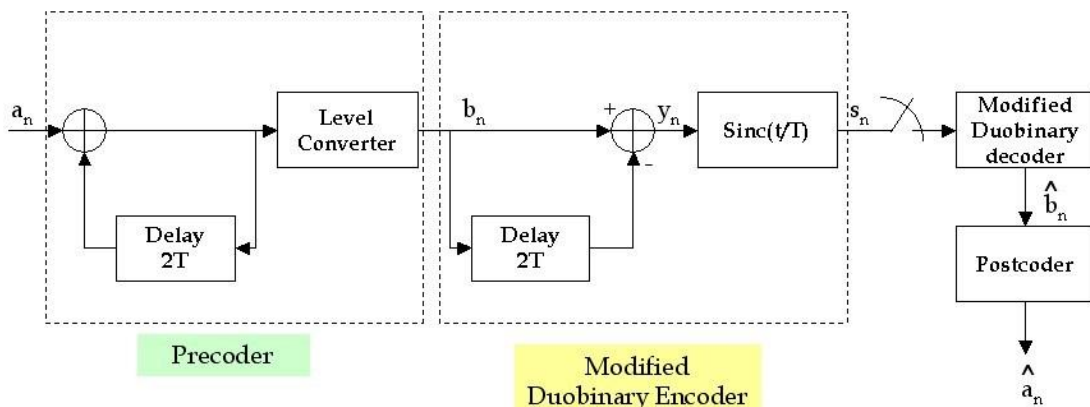 aₙ
Level
Converter
Delay
2T
bₙ
+
yₙ
-
Sinc(t/T)
Delay
2T
sₙ
Modified
Duobinary
decoder
b̂ₙ
Postcoder
âₙ
Precoder
Modified
Duobinary Encoder